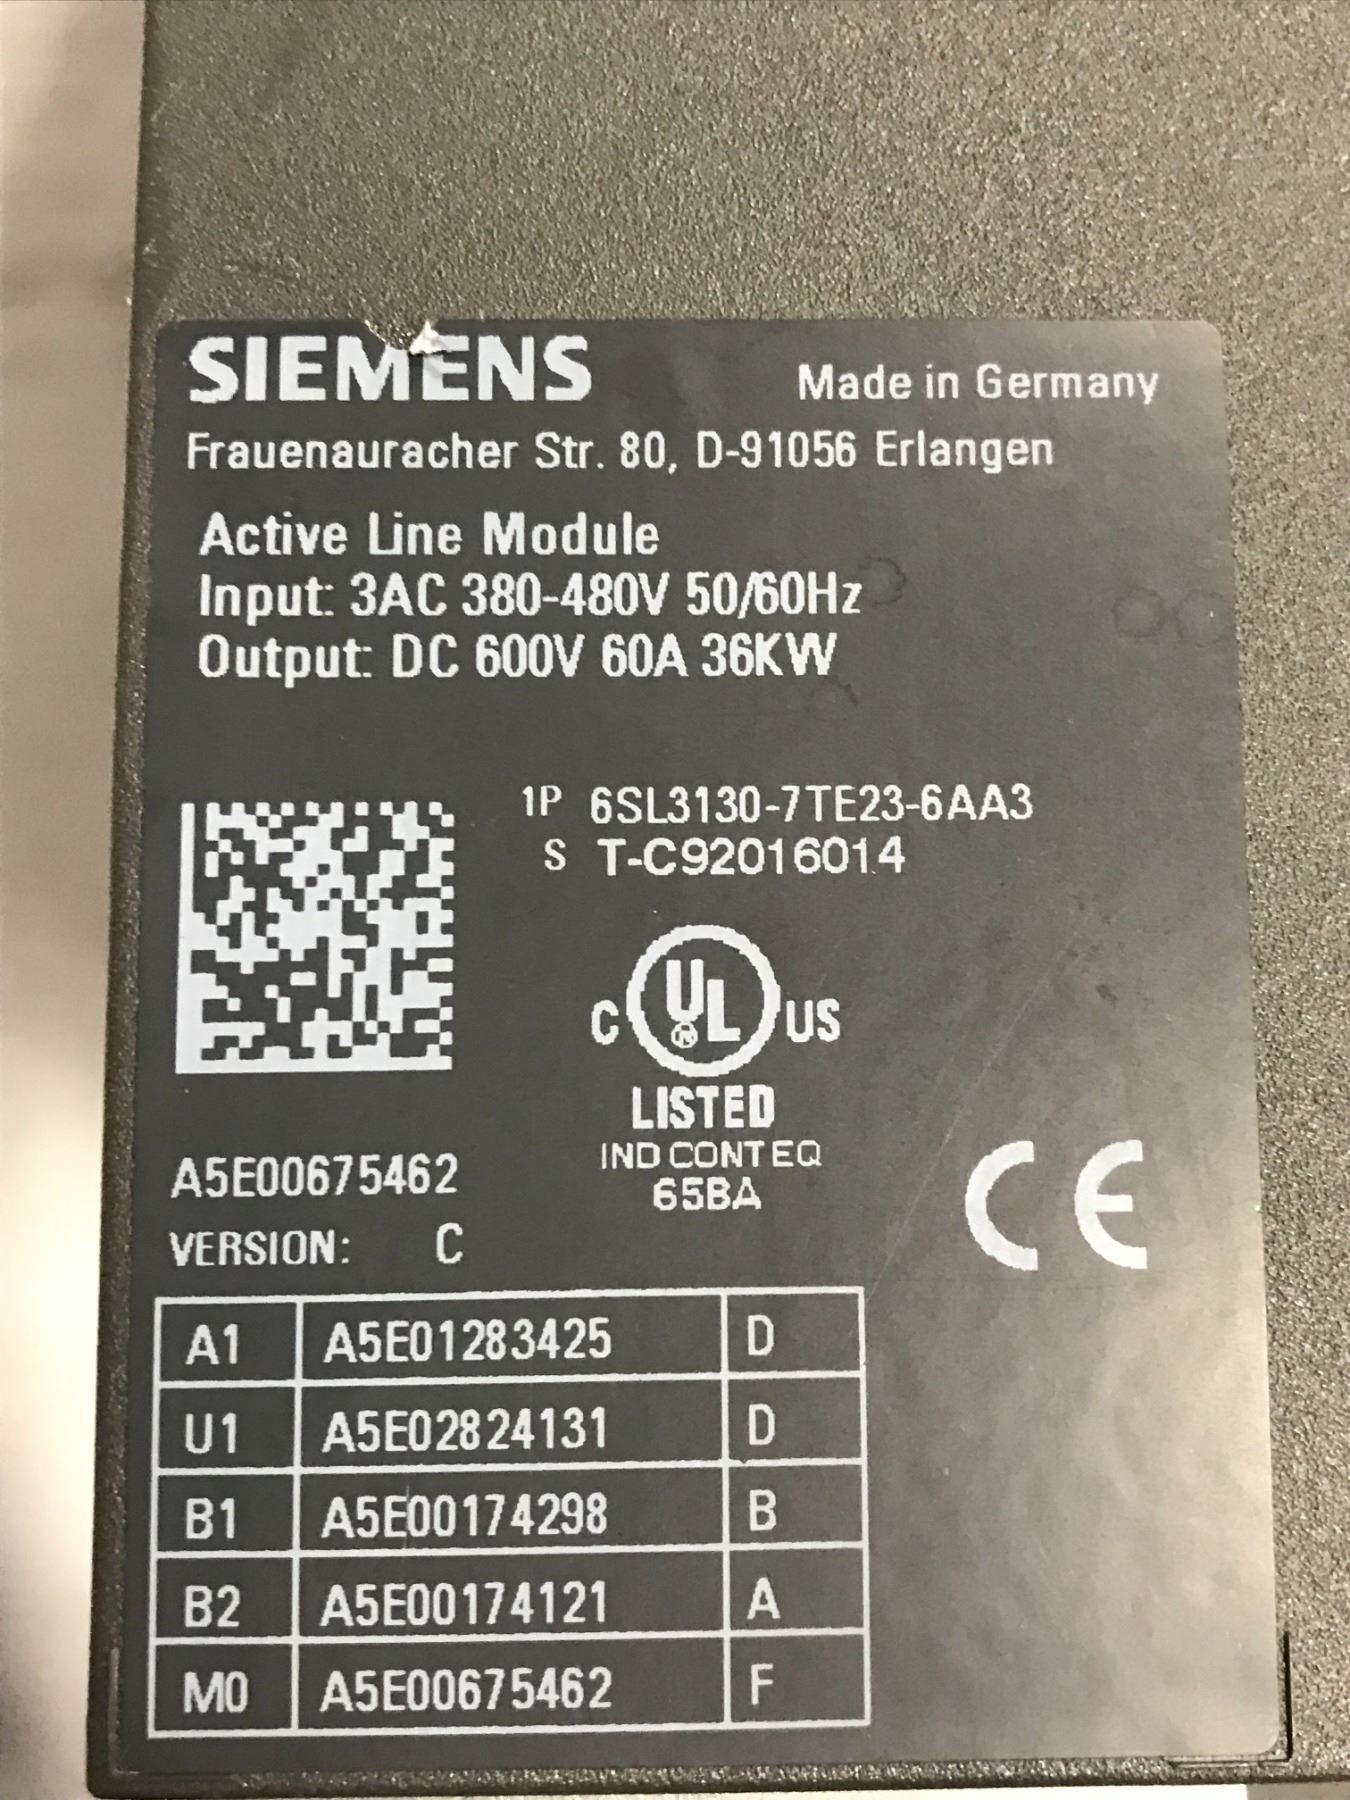 SIEMENS
Made in Germany
Frauenauracher Str. 80, D-91056 Erlangen
Active Line Module
Input: 3AC 380-480V 50/60Hz
Output: DC 600V 60A 36KW
1P 6SL3130-7TE23-6AA3
S T-C92016014
C UL US
LISTED
IND CONT EQ
65BA
A5E00675462
VERSION: C
CE
A1 A5E01283425 D
U1 A5E02824131 D
B1 A5E00174298 B
B2 A5E00174121 A
M0 A5E00675462 F